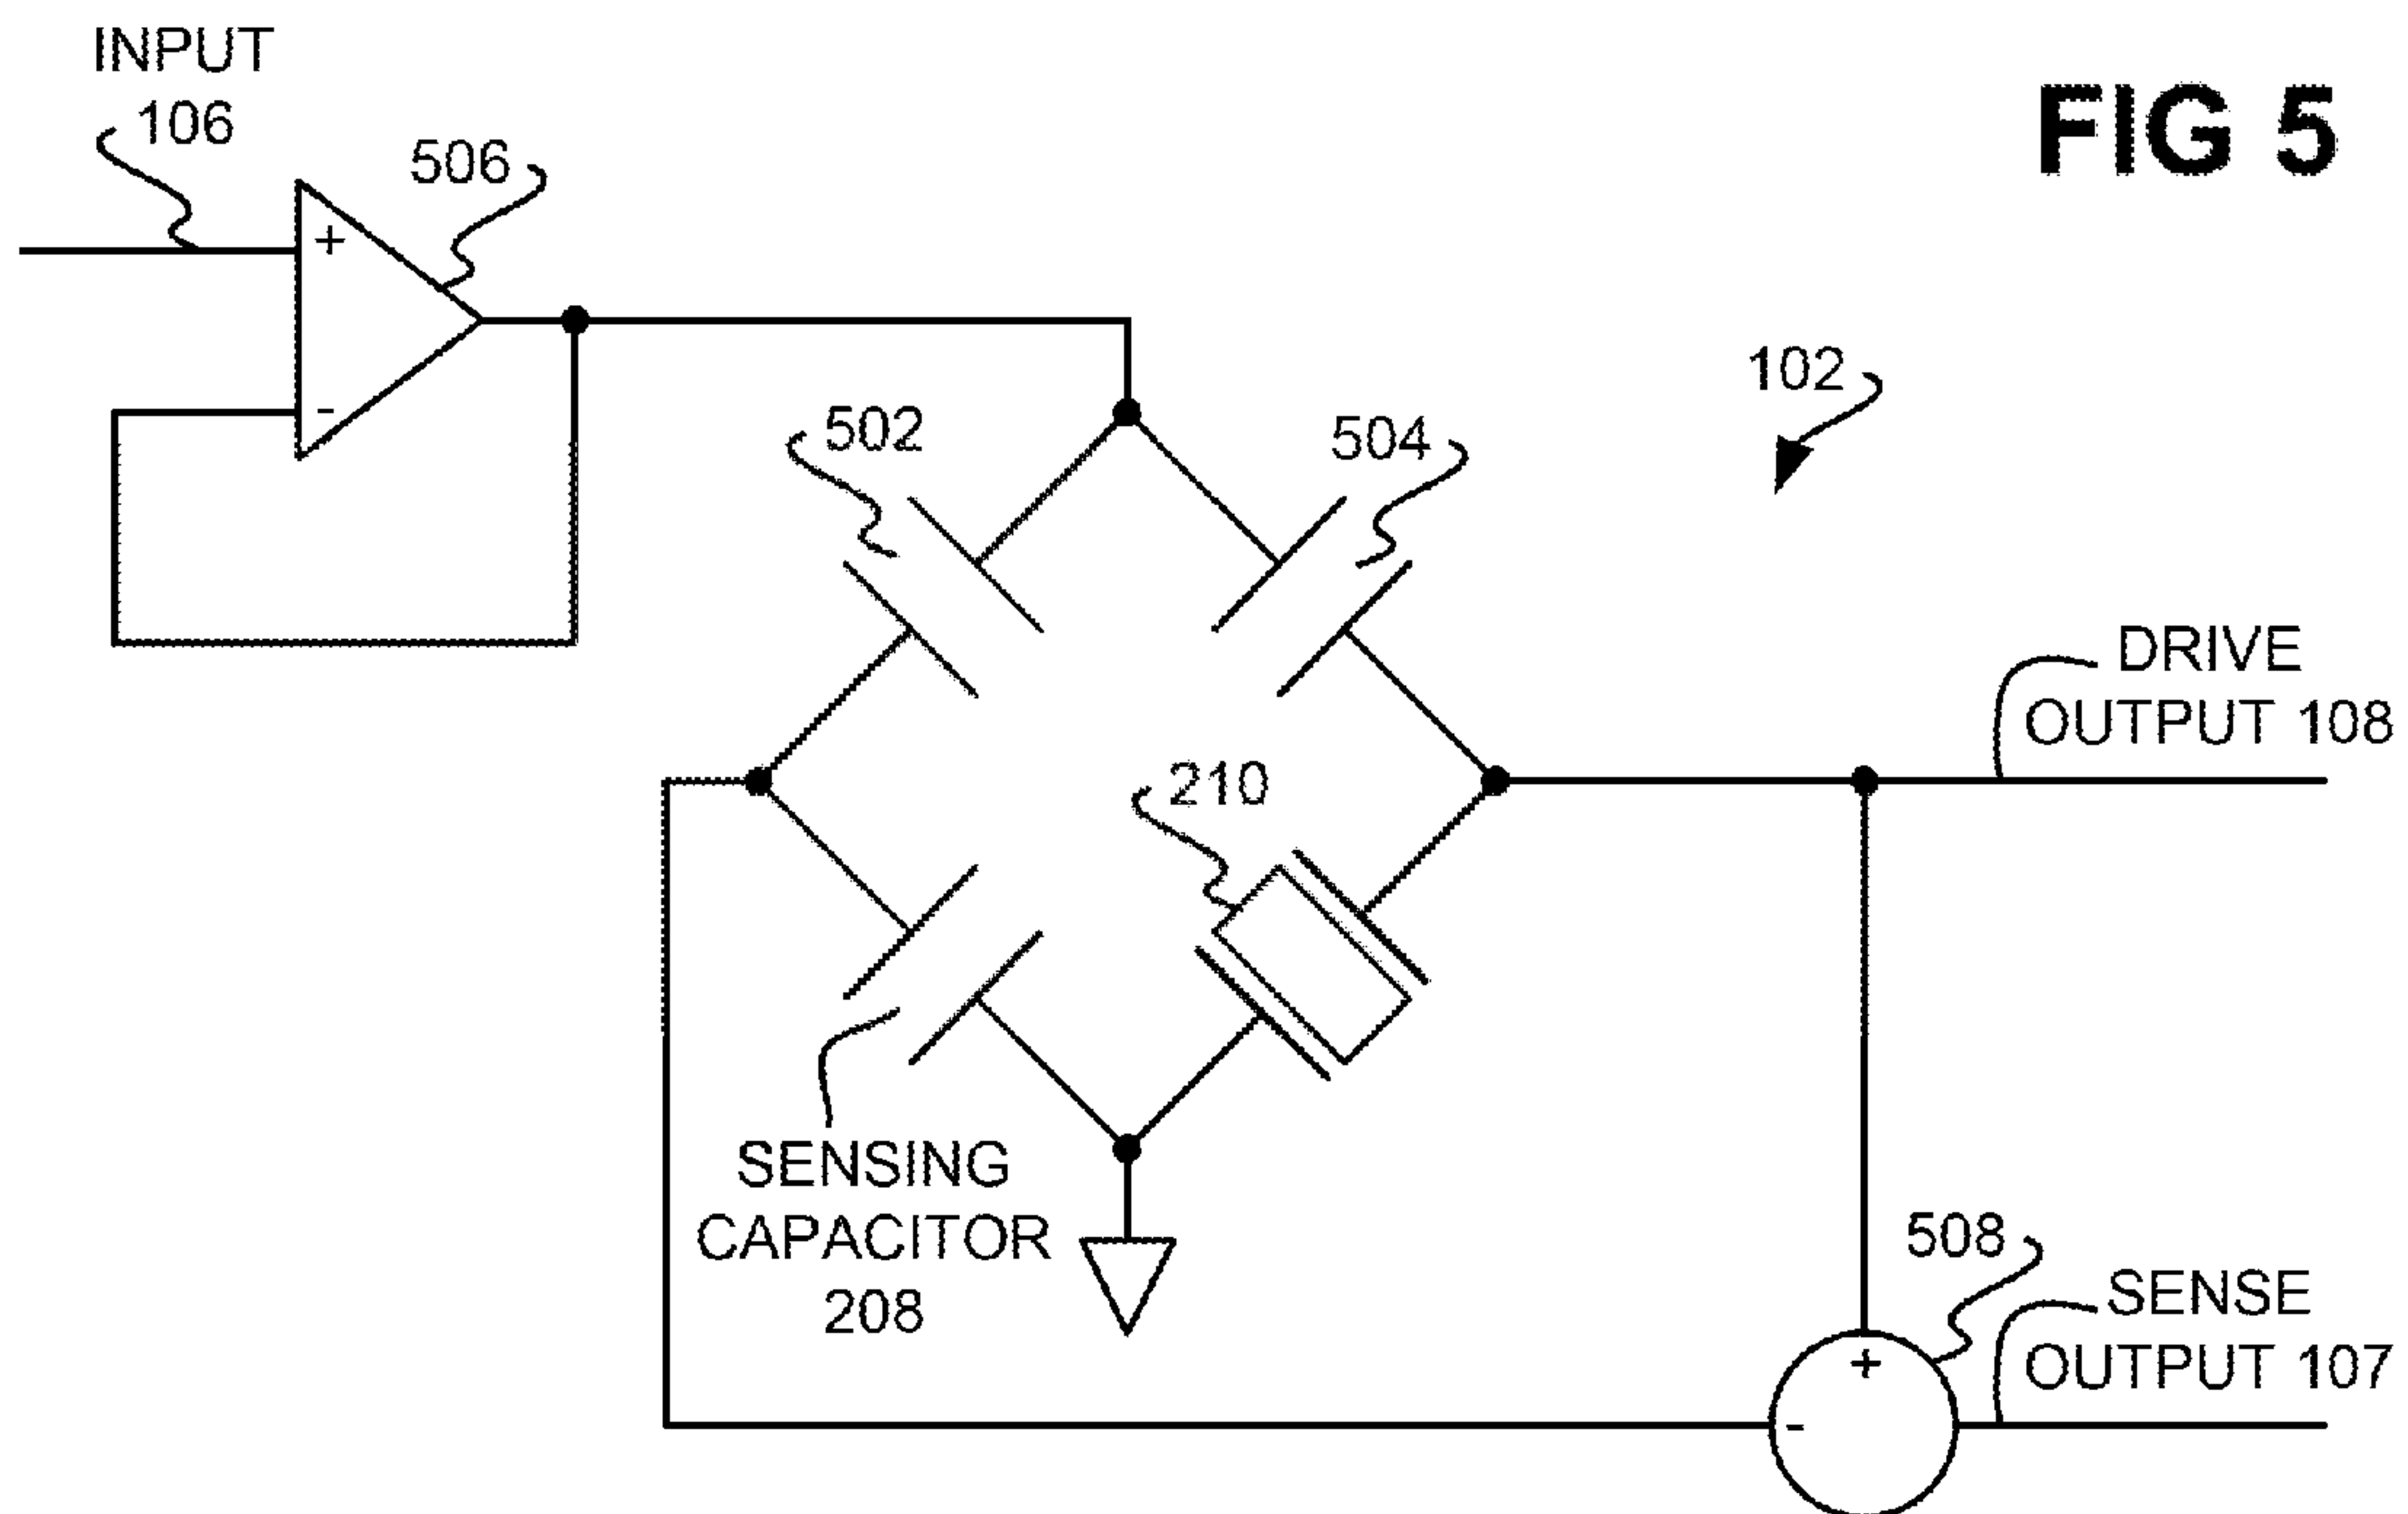 INPUT
106
FIG 5
506
+
-
102
502
504
DRIVE
OUTPUT 108
210
SENSING
CAPACITOR
208
508
SENSE
OUTPUT 107
+
-